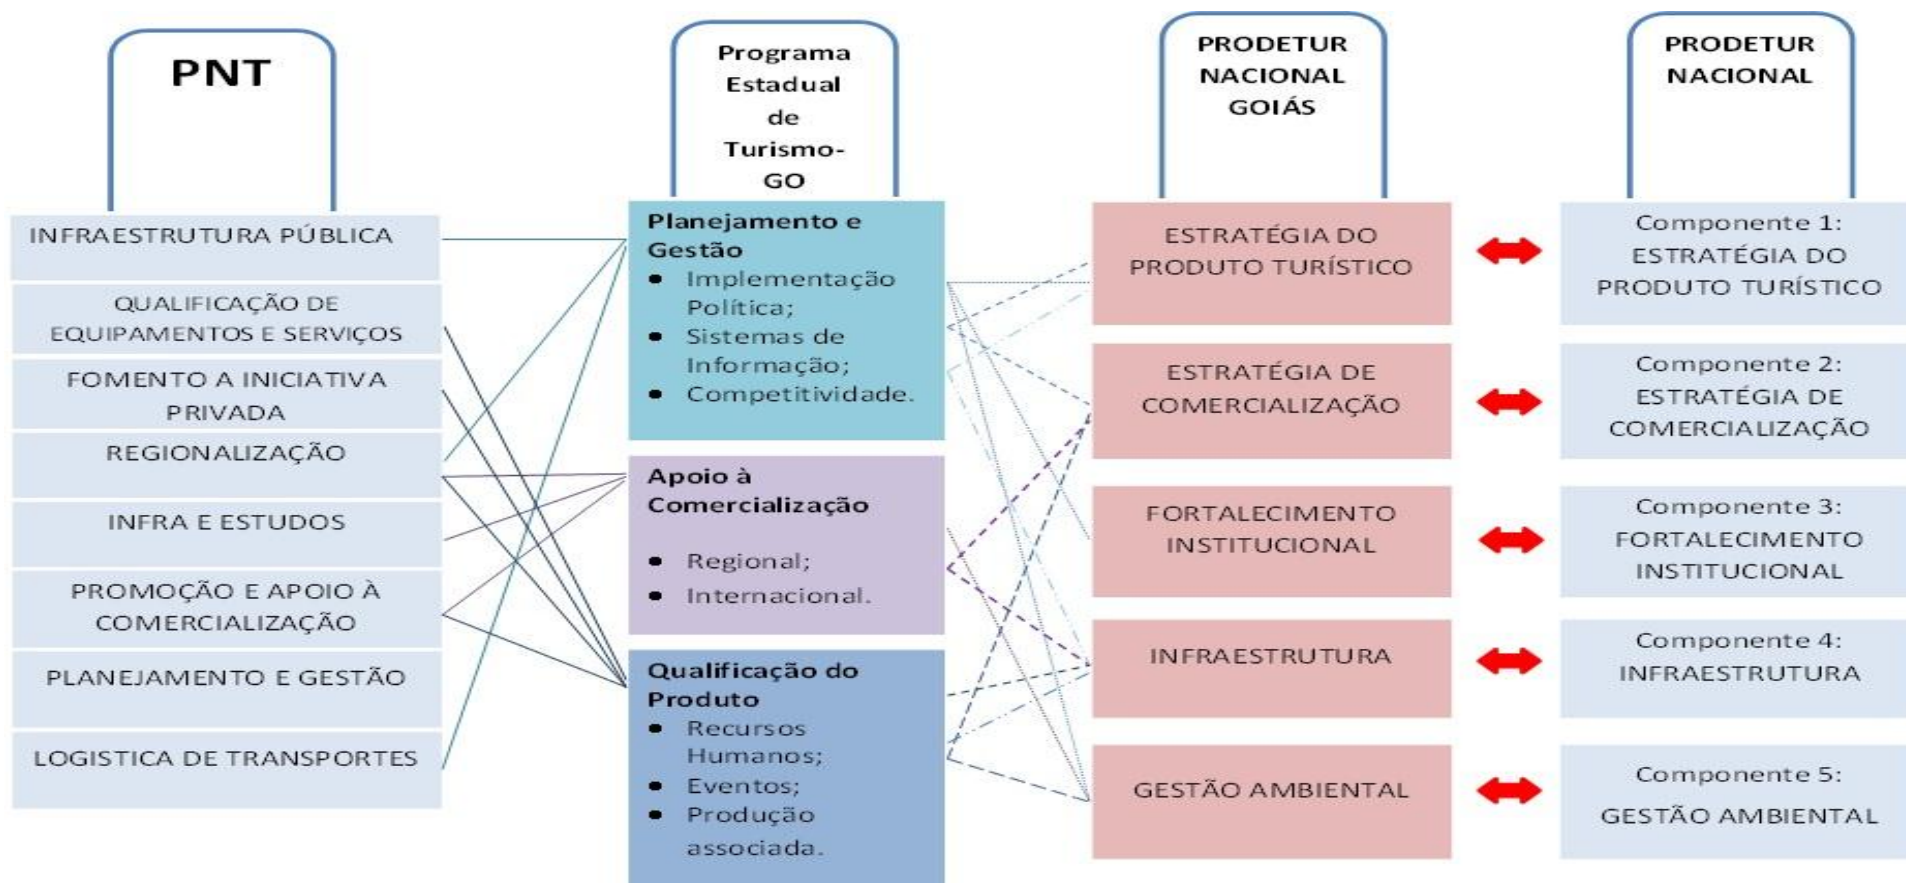 PNT
INFRAESTRUTURA PÚBLICA
QUALIFICAÇÃO DE
EQUIPAMENTOS E SERVIÇOS
FOMENTO A INICIATIVA
PRIVADA
REGIONALIZAÇÃO
INFRA E ESTUDOS
PROMOÇÃO E APOIO À
COMERCIALIZAÇÃO
PLANEJAMENTO E GESTÃO
LOGISTICA DE TRANSPORTES
Programa
Estadual
de
Turismo-
GO
Planejamento e
Gestão
• Implementação
Política;
• Sistemas de
Informação;
• Competitividade.
Apoio à
Comercialização
• Regional;
• Internacional.
Qualificação do
Produto
• Recursos
Humanos;
• Eventos;
• Produção
associada.
PRODETUR
NACIONAL
GOIÁS
ESTRATÉGIA DO
PRODUTO TURÍSTICO
ESTRATÉGIA DE
COMERCIALIZAÇÃO
FORTALECIMENTO
INSTITUCIONAL
INFRAESTRUTURA
GESTÃO AMBIENTAL
PRODETUR
NACIONAL
Componente 1:
ESTRATÉGIA DO
PRODUTO TURÍSTICO
Componente 2:
ESTRATÉGIA DE
COMERCIALIZAÇÃO
Componente 3:
FORTALECIMENTO
INSTITUCIONAL
Componente 4:
INFRAESTRUTURA
Componente 5:
GESTÃO AMBIENTAL